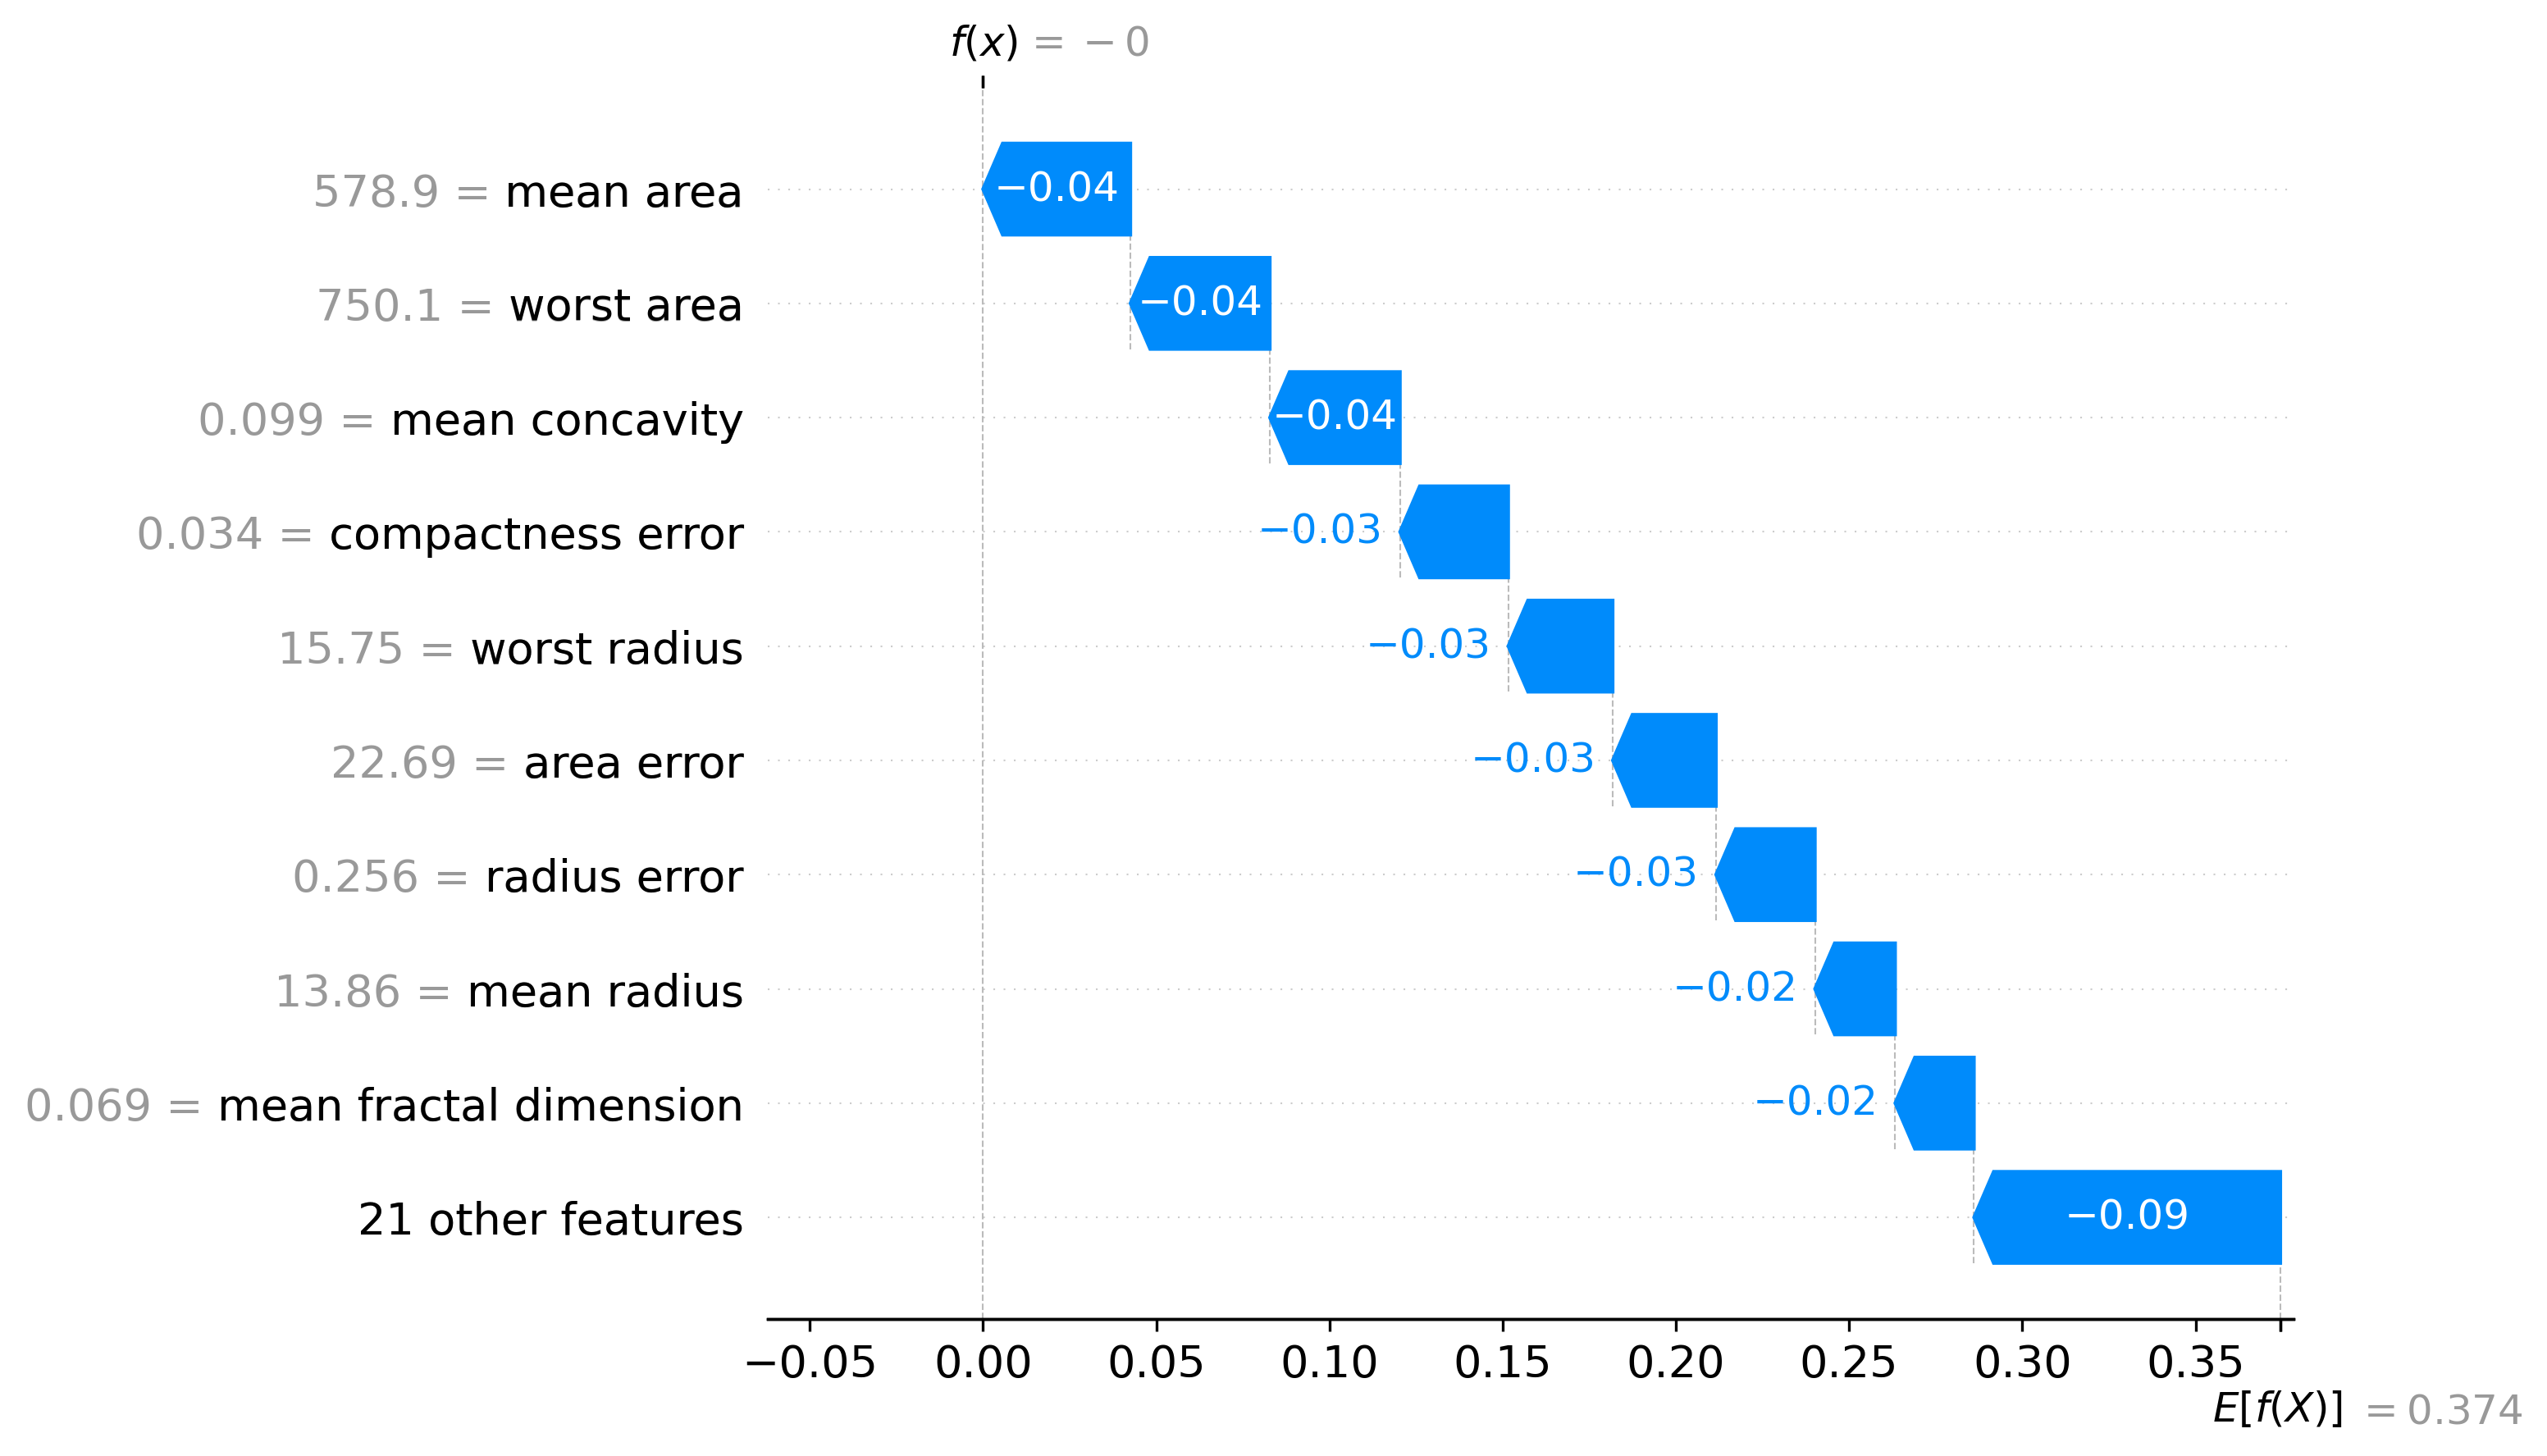 f(x) = − 0
578.9 = mean area
−0.04
750.1 = worst area
−0.04
0.099 = mean concavity
−0.04
0.034 = compactness error
−0.03
15.75 = worst radius
−0.03
22.69 = area error
−0.03
0.256 = radius error
−0.03
13.86 = mean radius
−0.02
0.069 = mean fractal dimension
−0.02
21 other features
−0.09
−0.05 0.00 0.05 0.10 0.15 0.20 0.25 0.30 0.35
E[f(X)] = 0.374